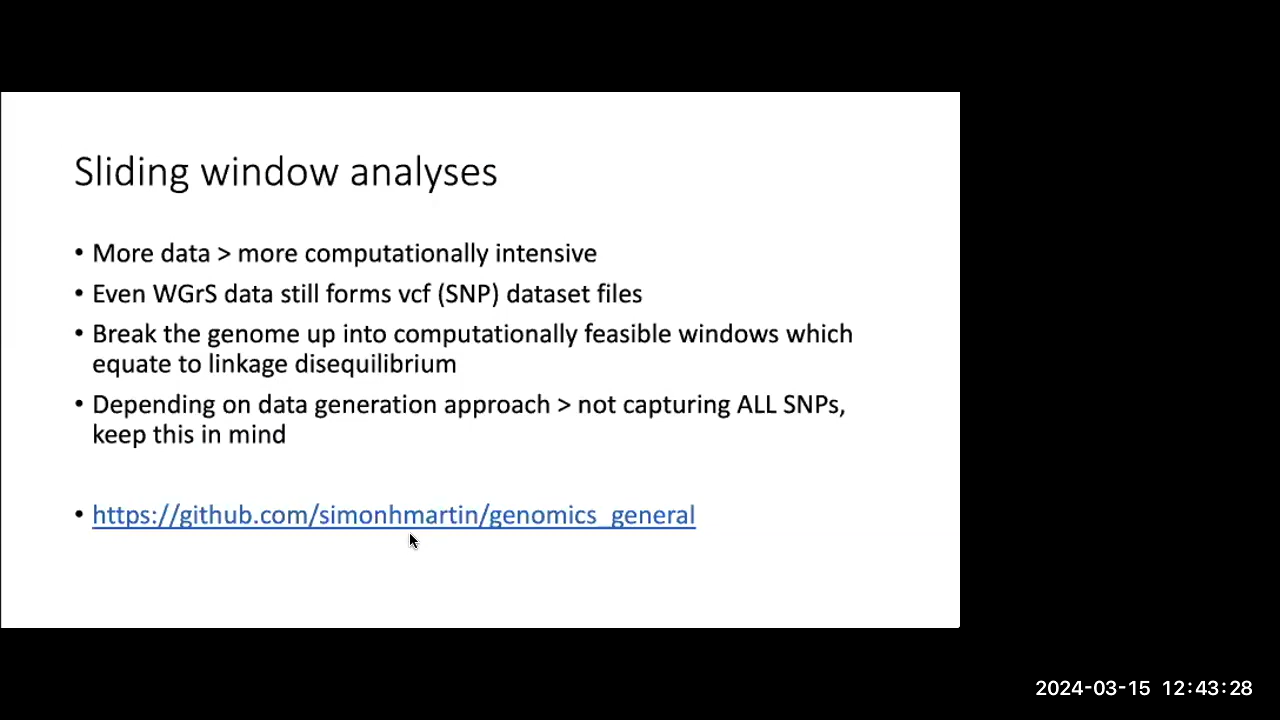 Sliding window analyses
• More data > more computationally intensive
• Even WGrS data still forms vcf (SNP) dataset files
• Break the genome up into computationally feasible windows which
equate to linkage disequilibrium
• Depending on data generation approach > not capturing ALL SNPs,
keep this in mind
• https://github.com/simonhmartin/genomics_general
2024-03-15 12:43:28